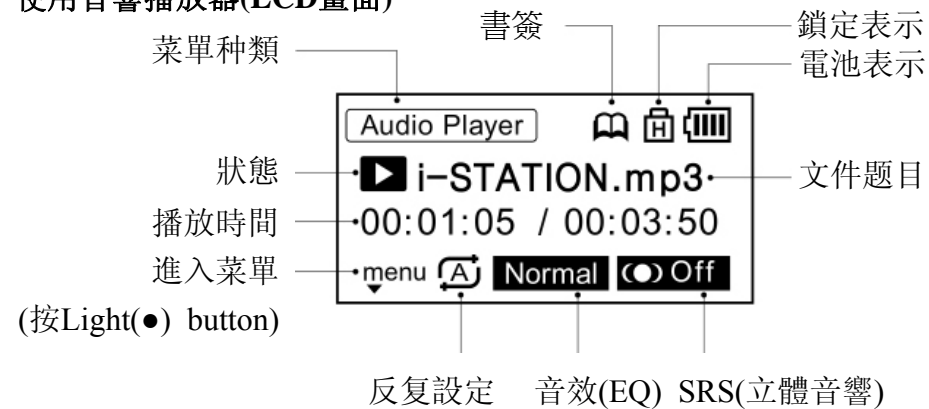 使用音響播放器(LCD畫面)
書簽
鎖定表示
菜單种類
電池表示
Audio Player
H
狀態
i-STATION.mp3
文件题目
播放時間
00:01:05 / 00:03:50
進入菜單
menu A Normal Off
(按Light(●) button)
反复設定 音效(EQ) SRS(立體音響)